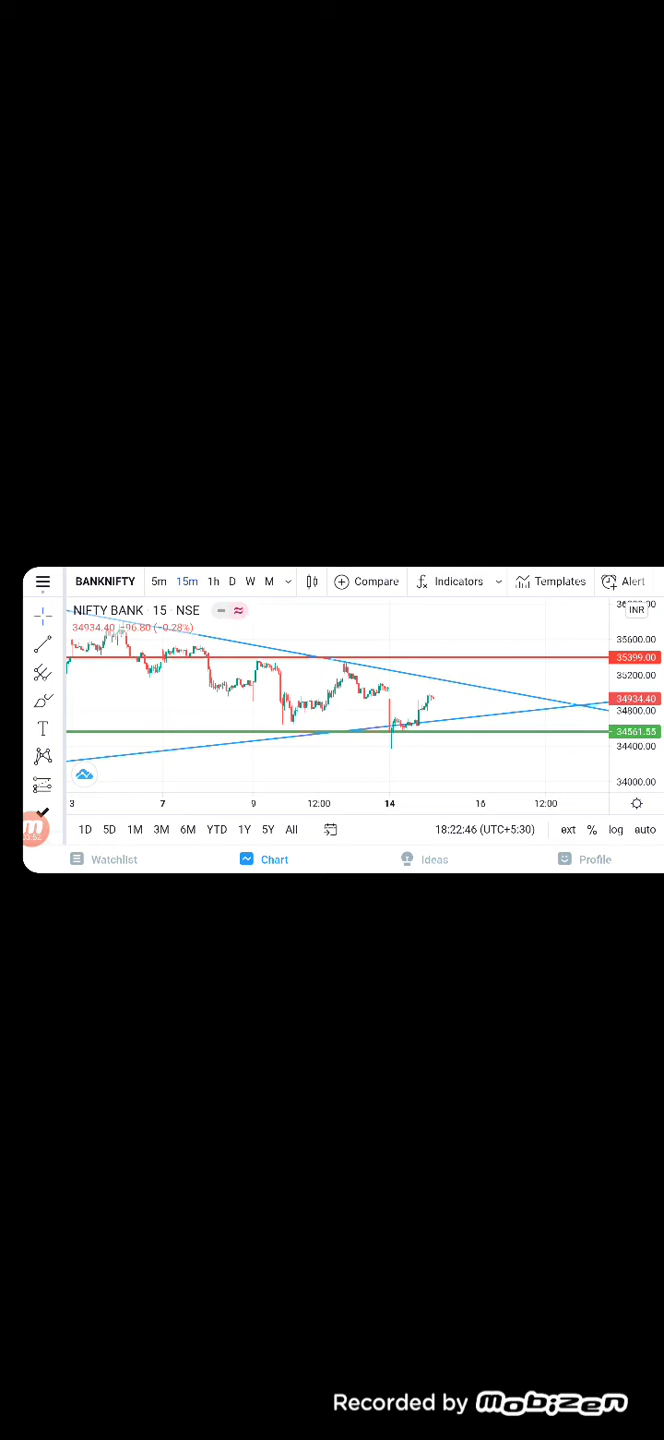 BANKNIFTY 5m 15m 1h D W M Compare Indicators Templates Alert
NIFTY BANK · 15 · NSE
34934.40 −96.80 (−0.28%)
INR
35600.00
35399.00
35200.00
34934.40
34800.00
34561.55
34400.00
34000.00
3 7 9 12:00 14 16 12:00
1D 5D 1M 3M 6M YTD 1Y 5Y All 18:22:46 (UTC+5:30) ext % log auto
Watchlist Chart Ideas Profile
Recorded by Mobizen